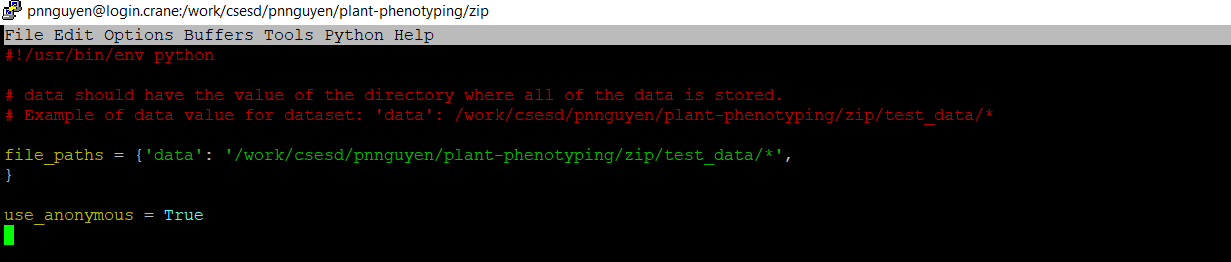 pnnguyen@login.crane:/work/csesd/pnnguyen/plant-phenotyping/zip
File Edit Options Buffers Tools Python Help
#!/usr/bin/env python
# data should have the value of the directory where all of the data is stored.
# Example of data value for dataset: 'data': /work/csesd/pnnguyen/plant-phenotyping/zip/test_data/*
file_paths = {'data': '/work/csesd/pnnguyen/plant-phenotyping/zip/test_data/*',
}
use_anonymous = True